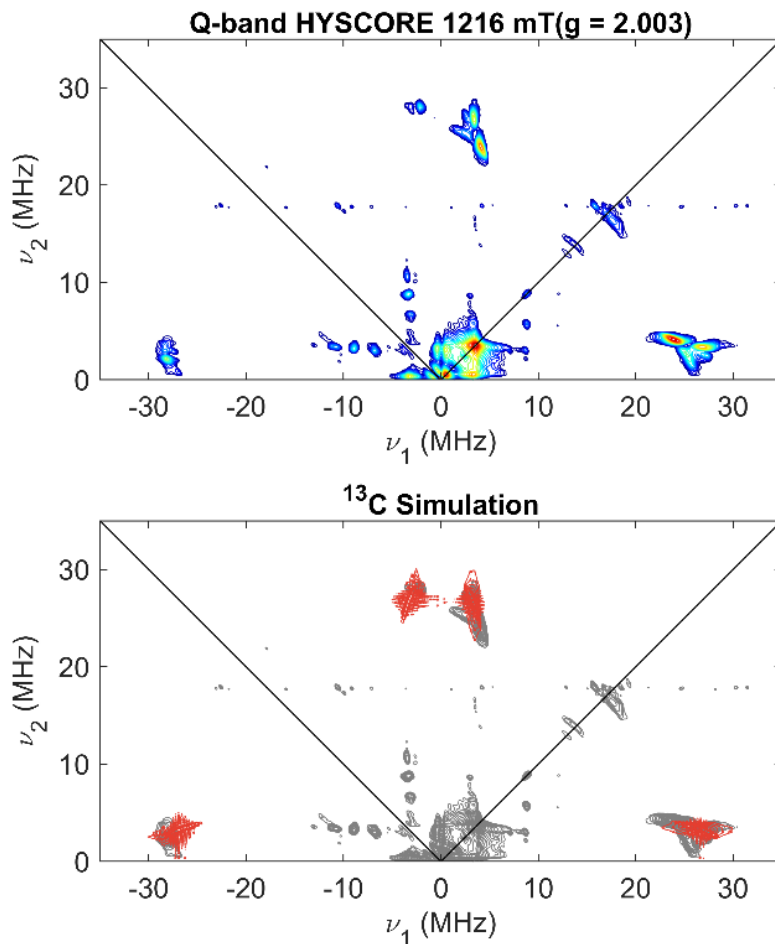 Q-band HYSCORE 1216 mT(g = 2.003)
30
20
10
0
ν₂ (MHz)
-30 -20 -10 0 10 20 30
ν₁ (MHz)
¹³C Simulation
30
20
10
0
ν₂ (MHz)
-30 -20 -10 0 10 20 30
ν₁ (MHz)